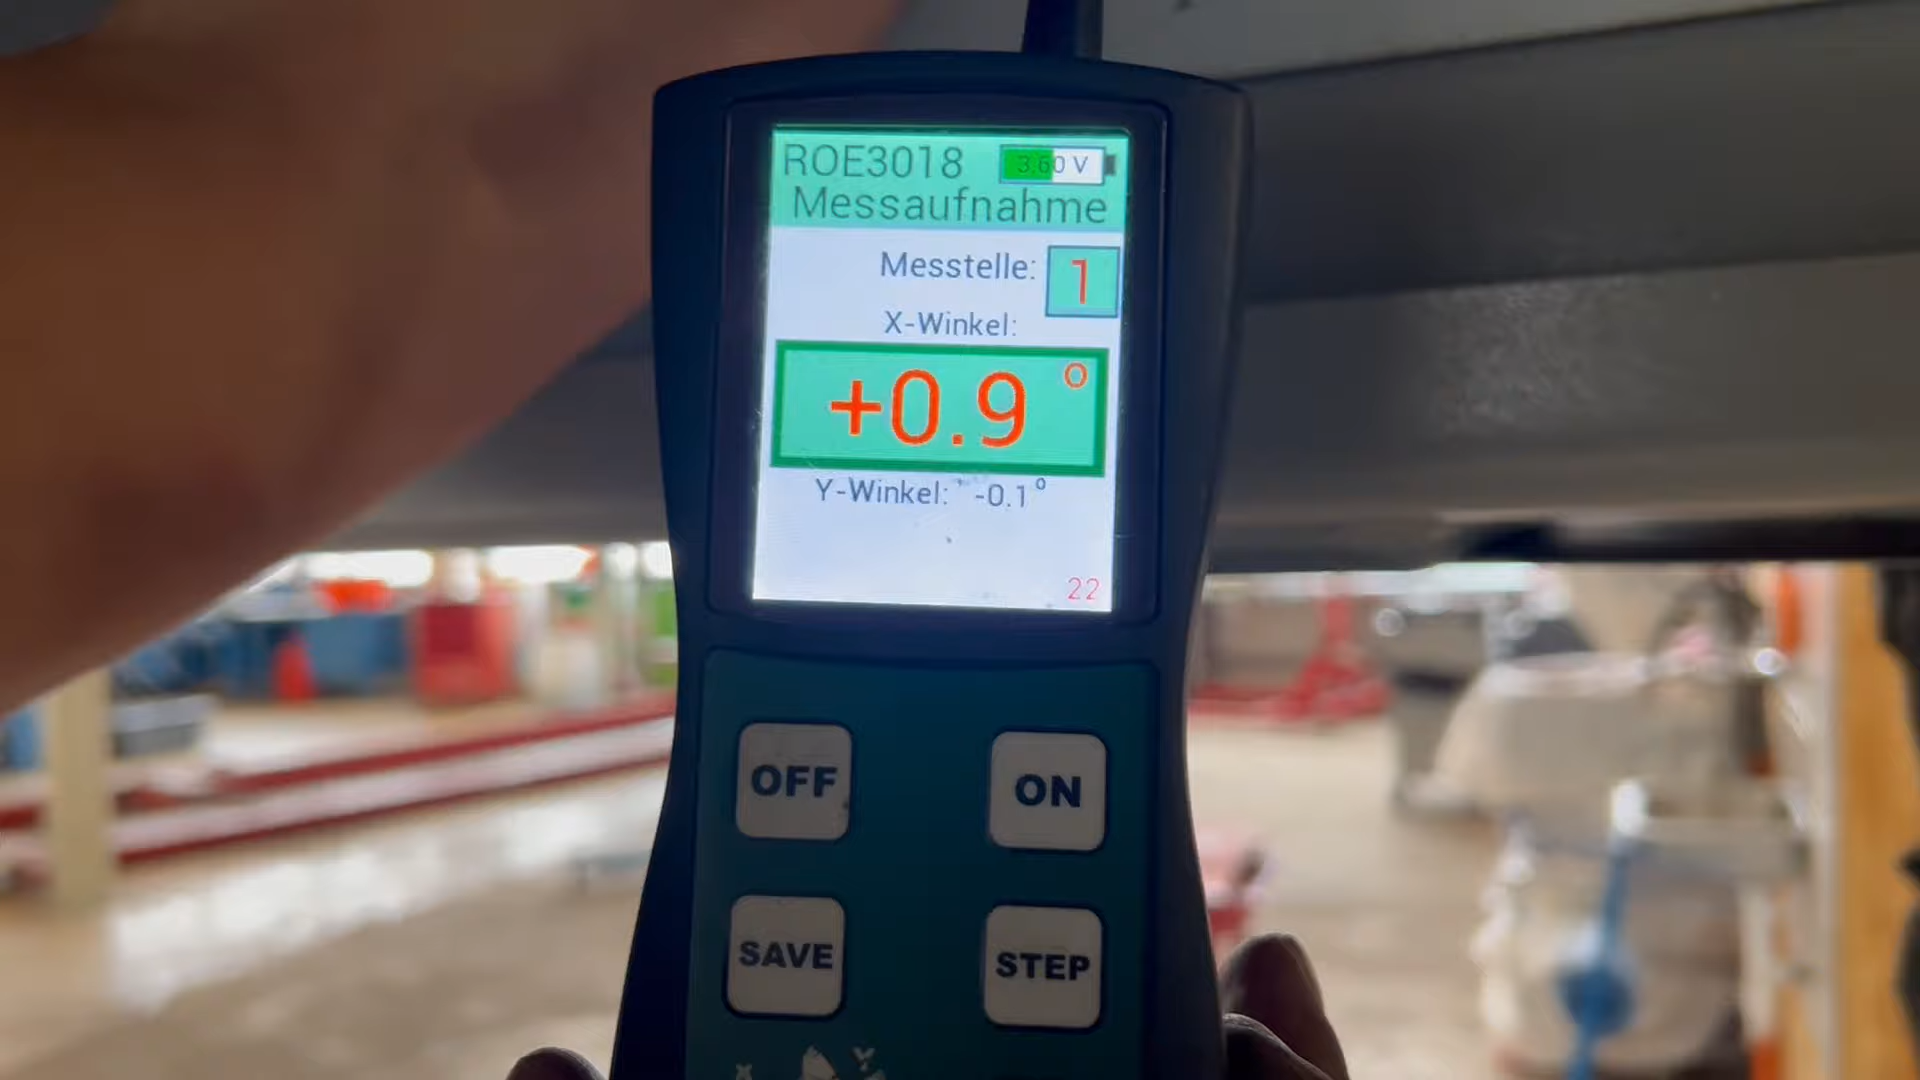 ROE3018 3.60 V
Messaufnahme
Messtelle: 1
X-Winkel:
+0.9 °
Y-Winkel: -0.1°
22
OFF ON
SAVE STEP
X Y